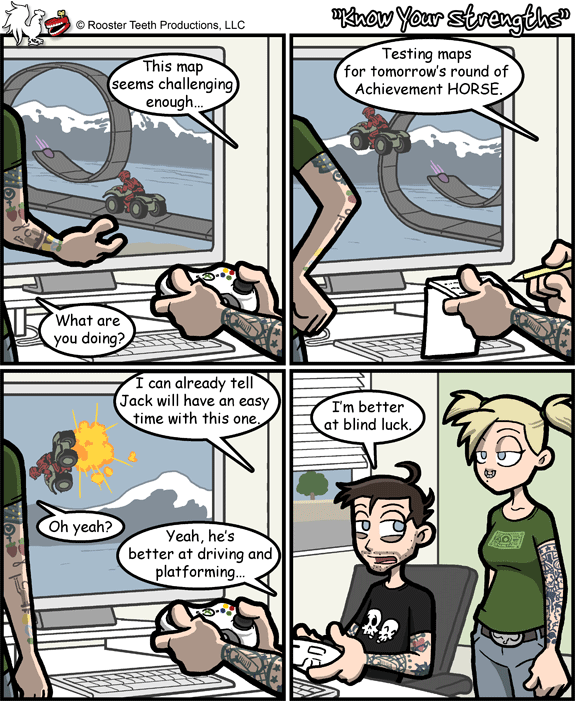 © Rooster Teeth Productions, LLC
"Know Your Strengths"
This map
seems challenging
enough...
What are
you doing?
Testing maps
for tomorrow's round of
Achievement HORSE.
I can already tell
Jack will have an easy
time with this one.
Oh yeah?
Yeah, he's
better at driving and
platforming...
I'm better
at blind luck.